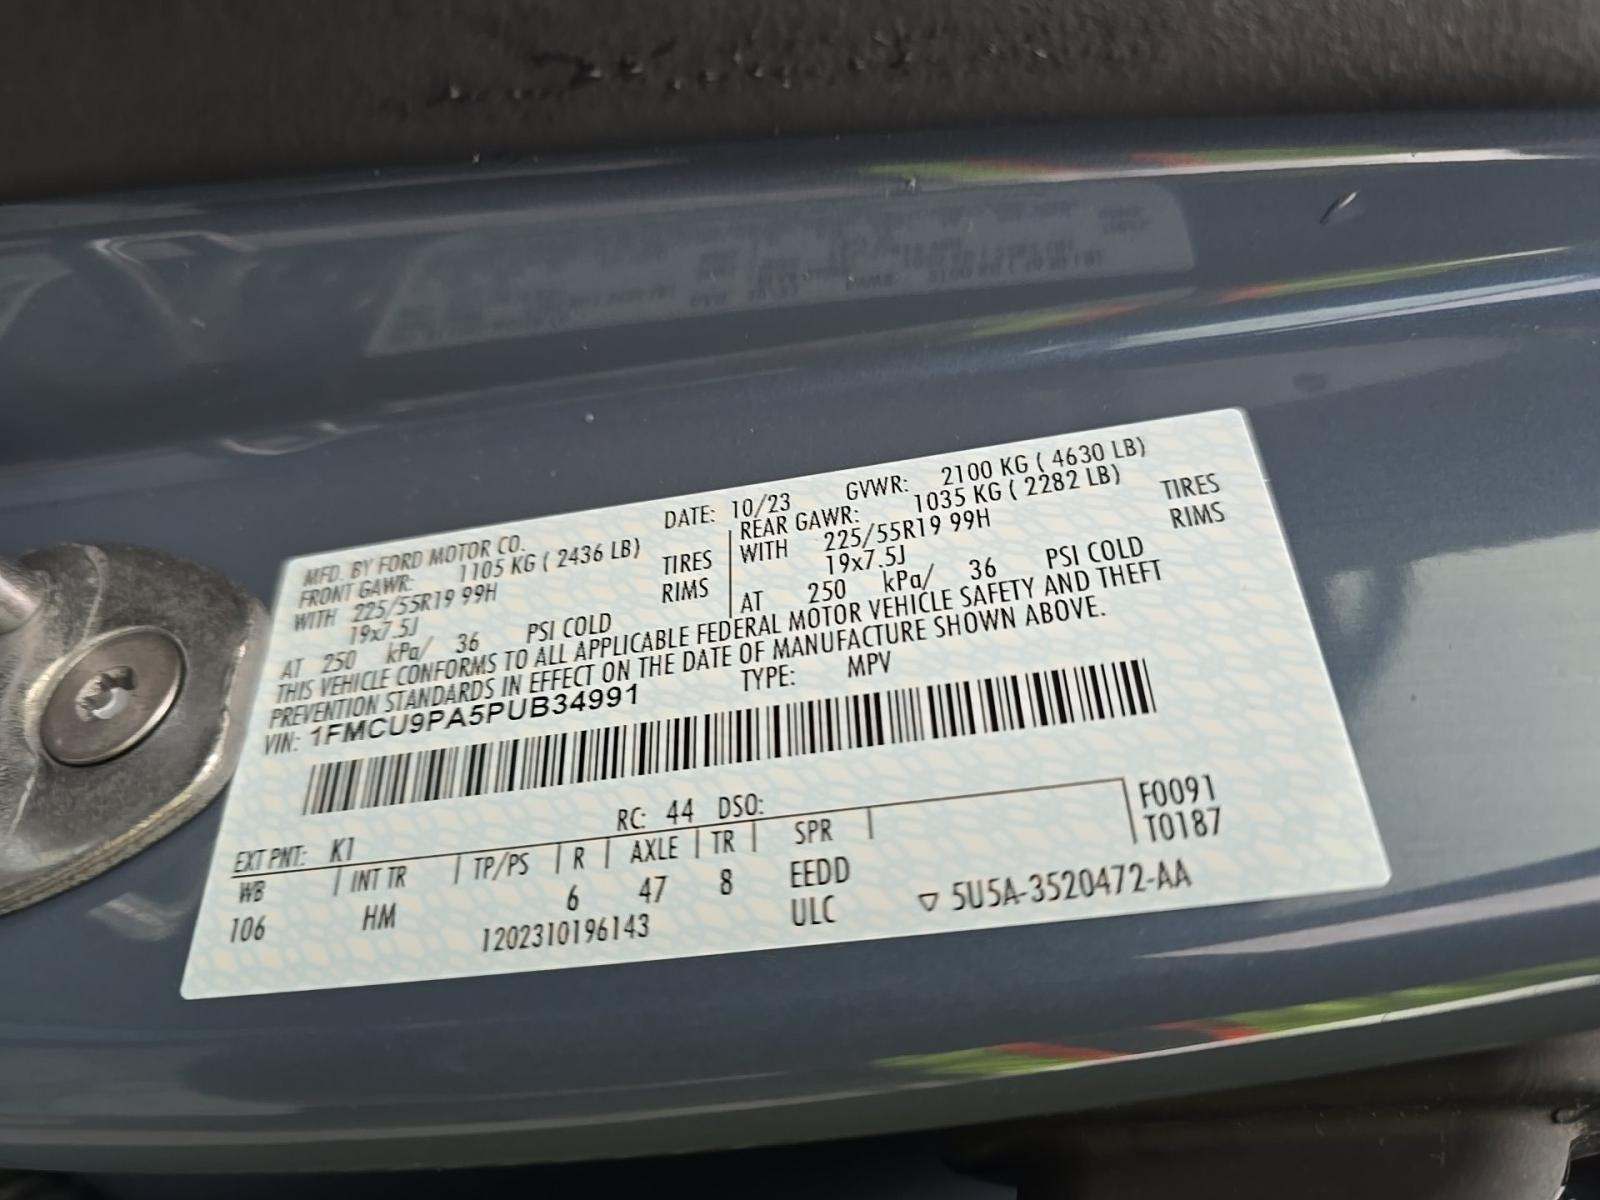 MFD. BY FORD MOTOR CO. DATE: 10/23 GVWR: 2100 KG ( 4630 LB)
FRONT GAWR: 1105 KG ( 2436 LB) REAR GAWR: 1035 KG ( 2282 LB)
WITH 225/55R19 99H TIRES WITH 225/55R19 99H TIRES
19x7.5J RIMS 19x7.5J RIMS
AT 250 kPa/ 36 PSI COLD AT 250 kPa/ 36 PSI COLD
THIS VEHICLE CONFORMS TO ALL APPLICABLE FEDERAL MOTOR VEHICLE SAFETY AND THEFT
PREVENTION STANDARDS IN EFFECT ON THE DATE OF MANUFACTURE SHOWN ABOVE.
VIN: 1FMCU9PA5PUB34991 TYPE: MPV
EXT PNT: K1 RC: 44 DSO: F0091
WB INT TR TP/PS R AXLE TR SPR T0187
106 HM 6 47 8 EEDD
1202310196143 ULC 5U5A-3520472-AA